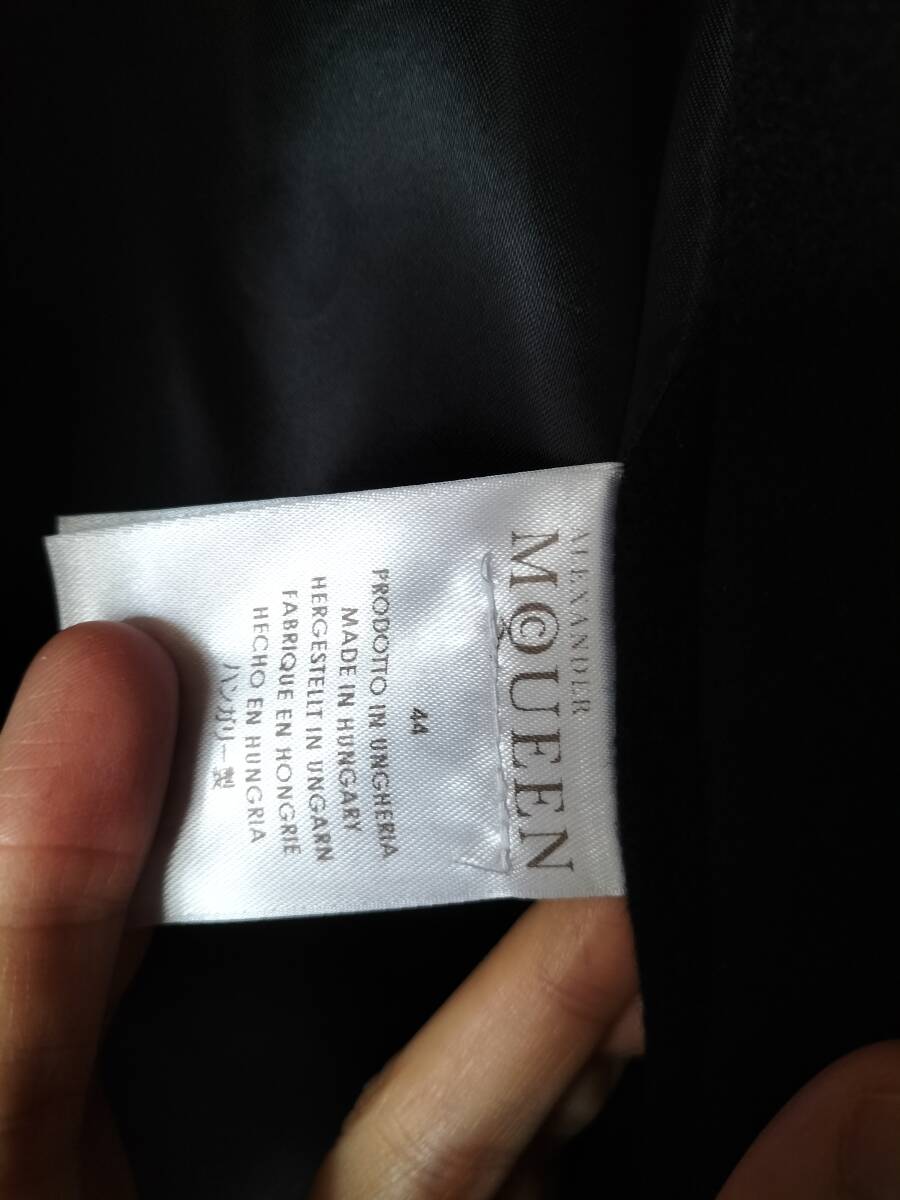 ALEXANDER
McQUEEN
44
PRODOTTO IN UNGHERIA
MADE IN HUNGARY
HERGESTELLT IN UNGARN
FABRIQUE EN HONGRIE
HECHO EN HUNGRIA
ハンガリー製